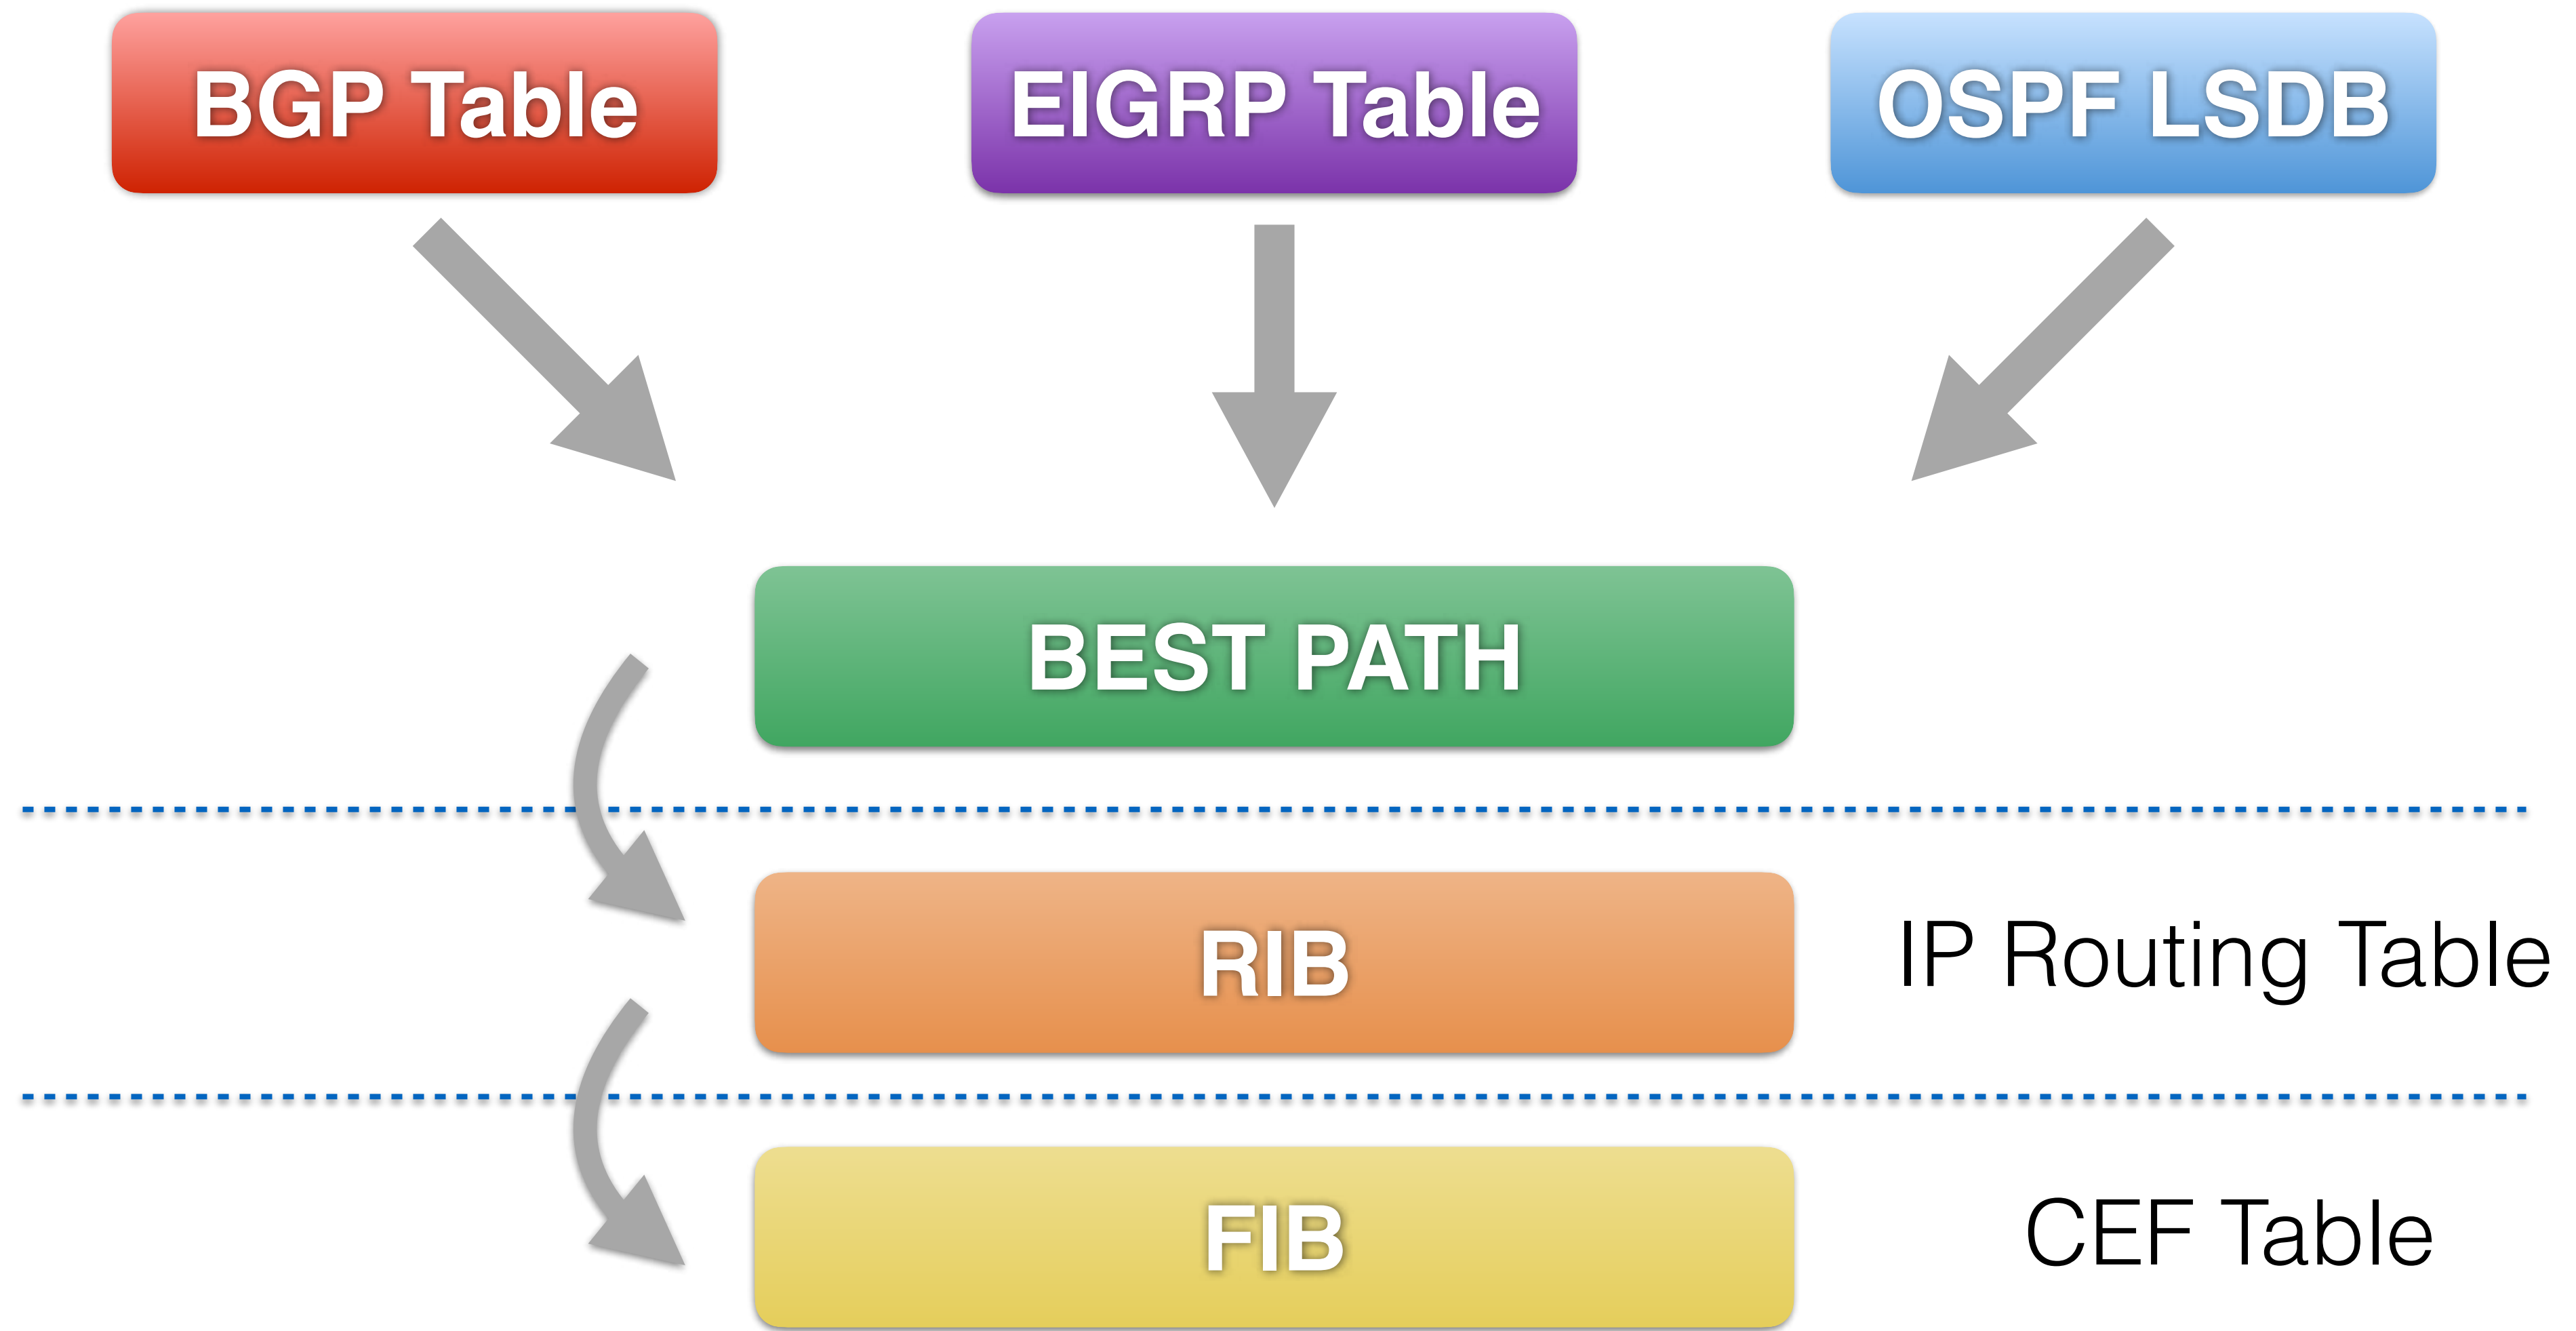 BGP Table
EIGRP Table
OSPF LSDB
BEST PATH
RIB
IP Routing Table
FIB
CEF Table